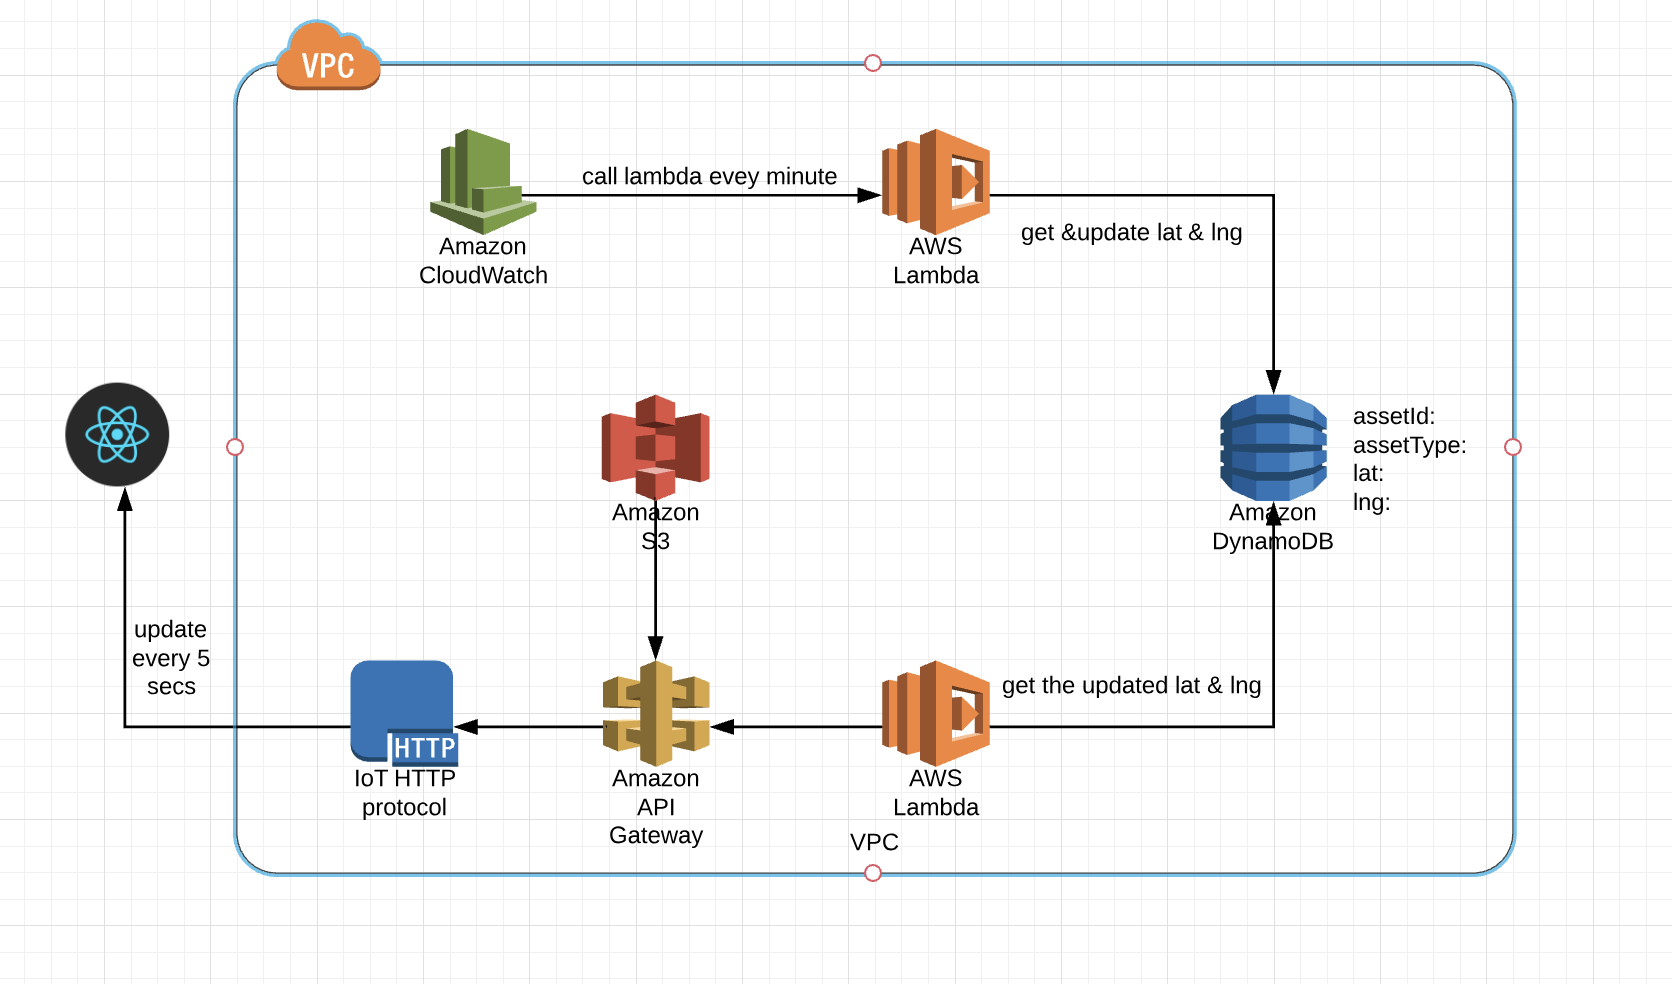 VPC
call lambda evey minute
Amazon
CloudWatch
AWS
Lambda
get &update lat & lng
Amazon
S3
Amazon
DynamoDB
assetId:
assetType:
lat:
lng:
update
every 5
secs
HTTP
IoT HTTP
protocol
Amazon
API
Gateway
AWS
Lambda
get the updated lat & lng
VPC